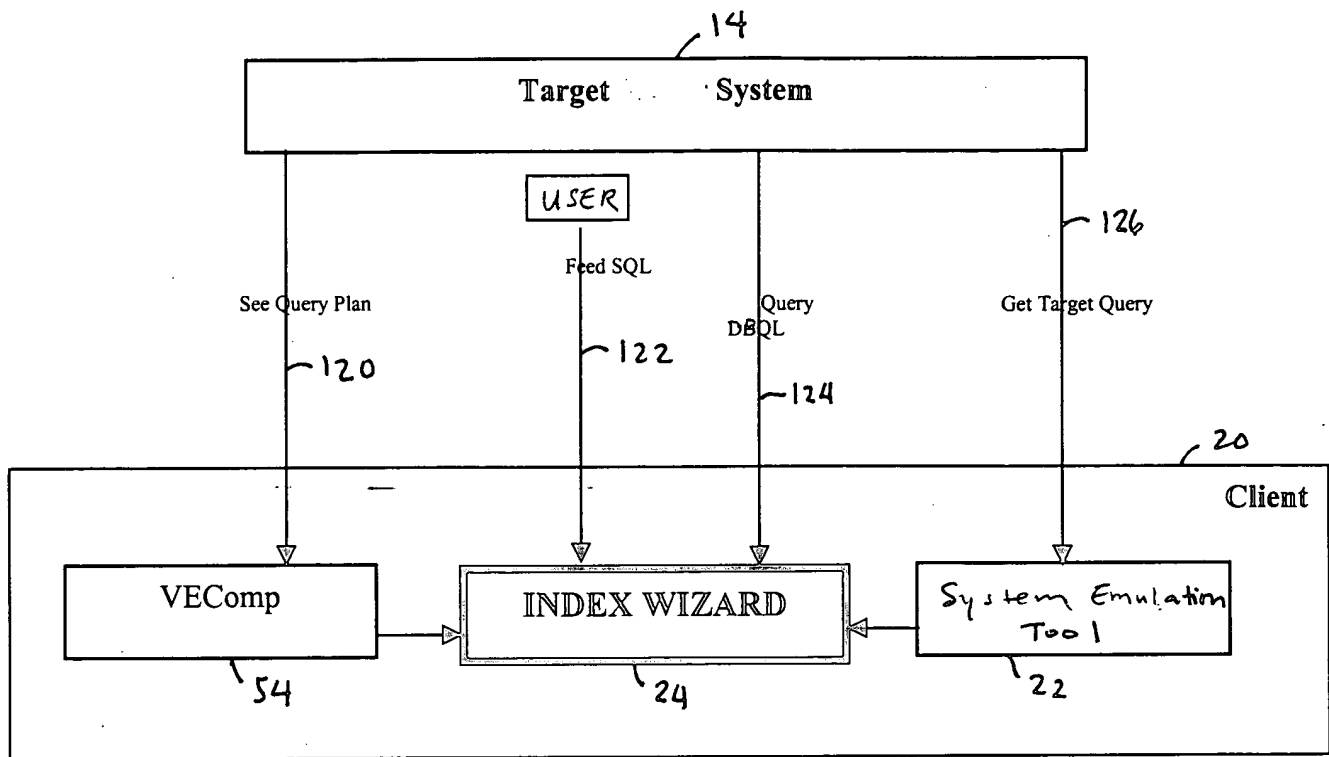 14
Target System
USER
126
Feed SQL
See Query Plan
Query
DBQL
Get Target Query
120
122
124
20
Client
VEComp
INDEX WIZARD
System Emulation
Tool
54
24
22